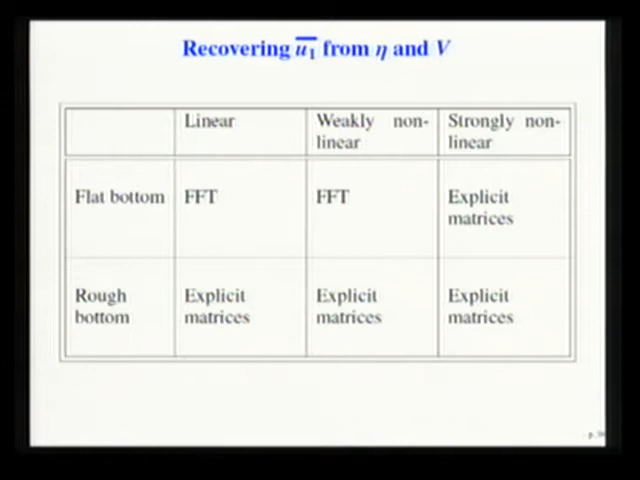 Recovering u₁ from η and V
Linear
Weakly non-
linear
Strongly non-
linear
Flat bottom
FFT
FFT
Explicit
matrices
Rough
bottom
Explicit
matrices
Explicit
matrices
Explicit
matrices